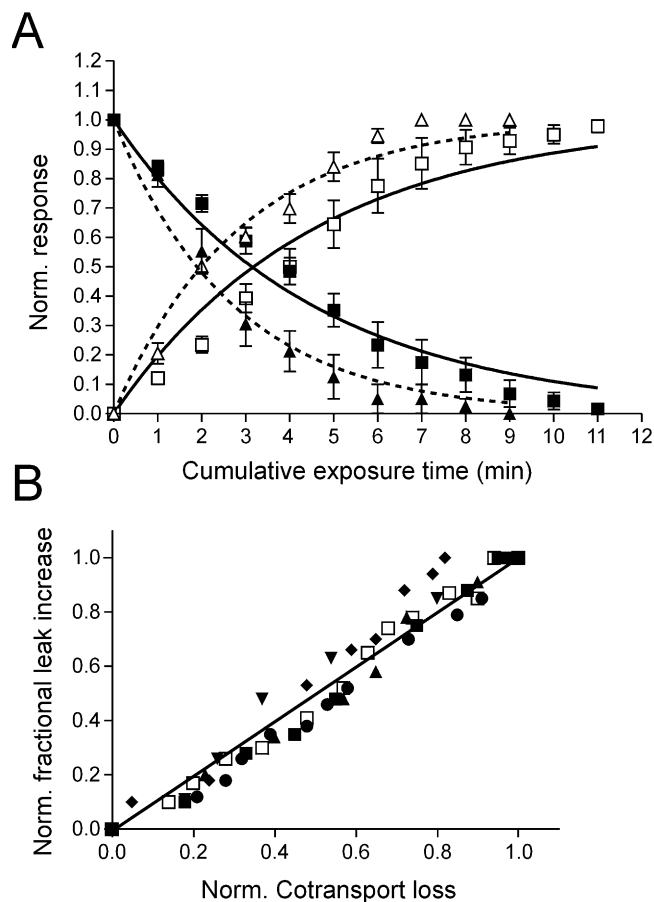 A
1.2
1.1
1.0
0.9
0.8
0.7
0.6
0.5
0.4
0.3
0.2
0.1
0.0
Norm. response
0 1 2 3 4 5 6 7 8 9 10 11 12
Cumulative exposure time (min)
B
1.0
0.8
0.6
0.4
0.2
0.0
Norm. fractional leak increase
0.0 0.2 0.4 0.6 0.8 1.0
Norm. Cotransport loss